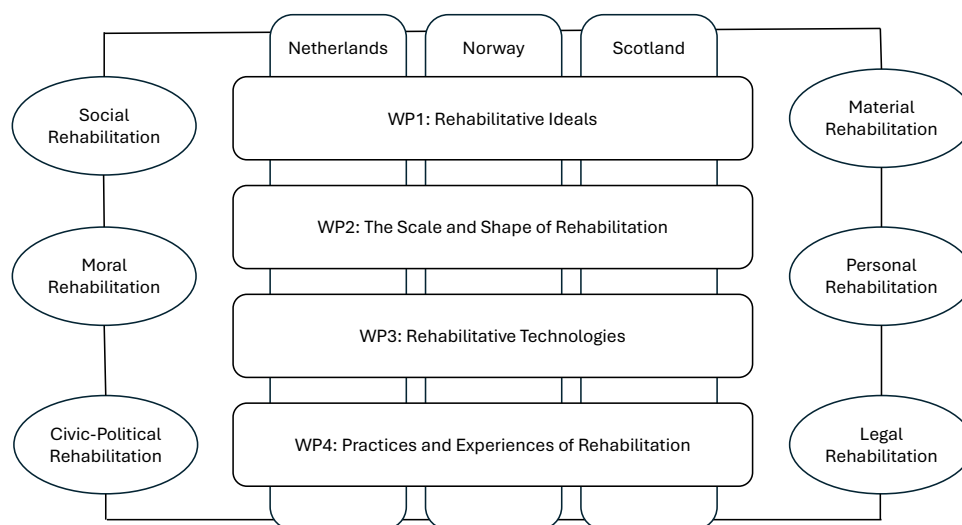 Netherlands
Norway
Scotland
Social
Rehabilitation
WP1: Rehabilitative Ideals
Material
Rehabilitation
WP2: The Scale and Shape of Rehabilitation
Moral
Rehabilitation
Personal
Rehabilitation
WP3: Rehabilitative Technologies
Civic-Political
Rehabilitation
WP4: Practices and Experiences of Rehabilitation
Legal
Rehabilitation